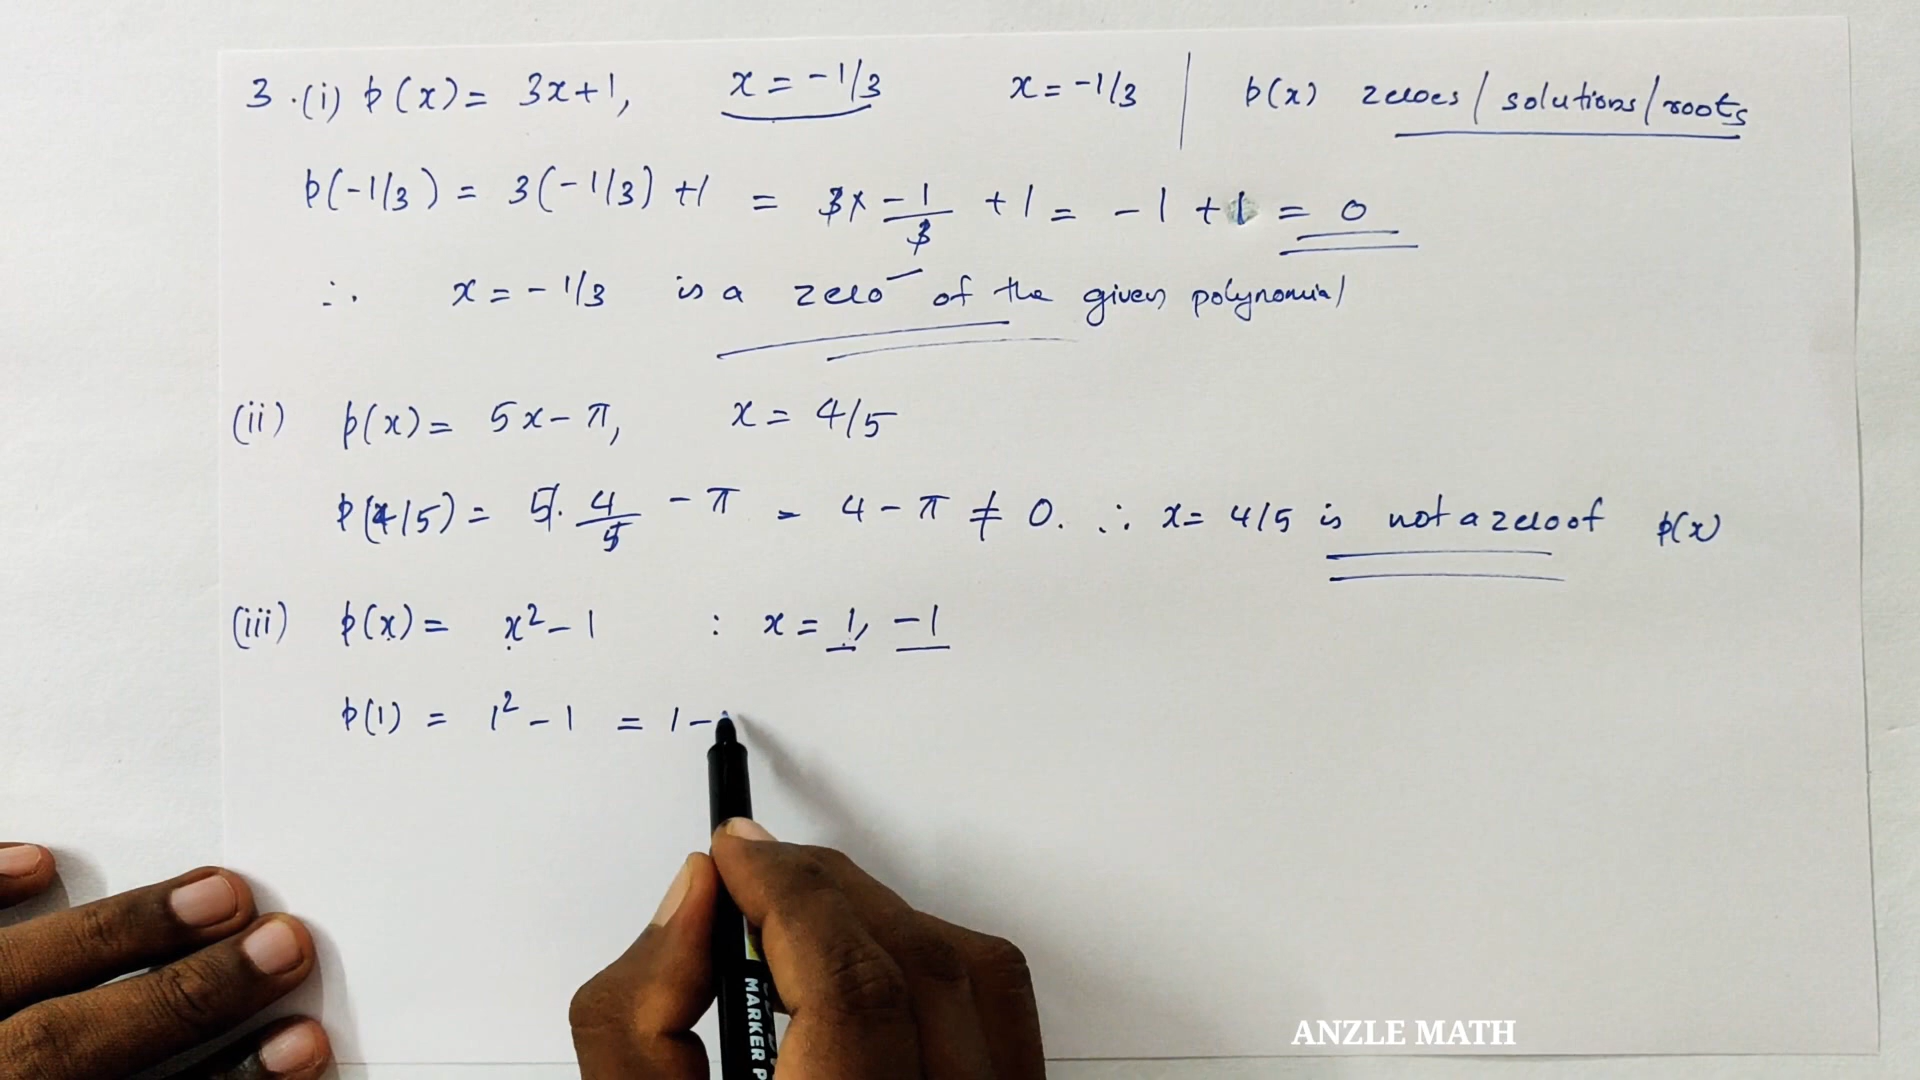 3.(i) p(x) = 3x+1, x = -1/3 x = -1/3 | p(x) zeroes / solutions / roots
p(-1/3) = 3(-1/3) +1 = 3x -1/3 +1 = -1 +1 = 0
∴ x = -1/3 is a zero of the given polynomial
(ii) p(x) = 5x - π, x = 4/5
p(4/5) = 5. 4/5 - π = 4 - π ≠ 0. ∴ x = 4/5 is not a zero of p(x)
(iii) p(x) = x² - 1 : x = 1, -1
p(1) = 1² - 1 = 1 -
MARKER P
ANZLE MATH